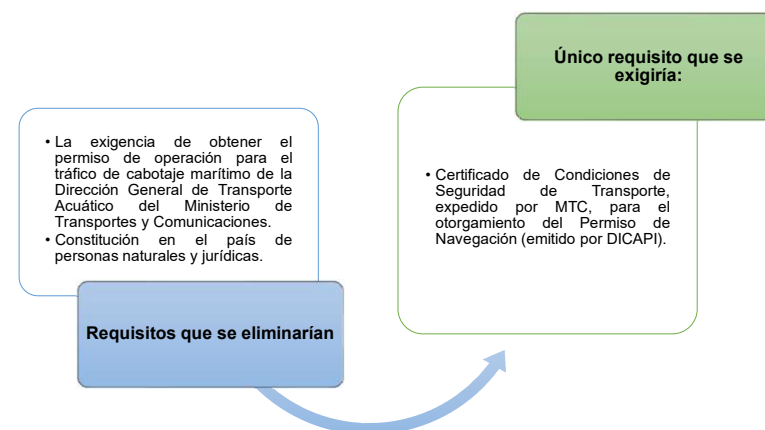 • La exigencia de obtener el
permiso de operación para el
tráfico de cabotaje marítimo de la
Dirección General de Transporte
Acuático del Ministerio de
Transportes y Comunicaciones.
• Constitución en el país de
personas naturales y jurídicas.
Requisitos que se eliminarían
Único requisito que se
exigiría:
• Certificado de Condiciones de
Seguridad de Transporte,
expedido por MTC, para el
otorgamiento del Permiso de
Navegación (emitido por DICAPI).